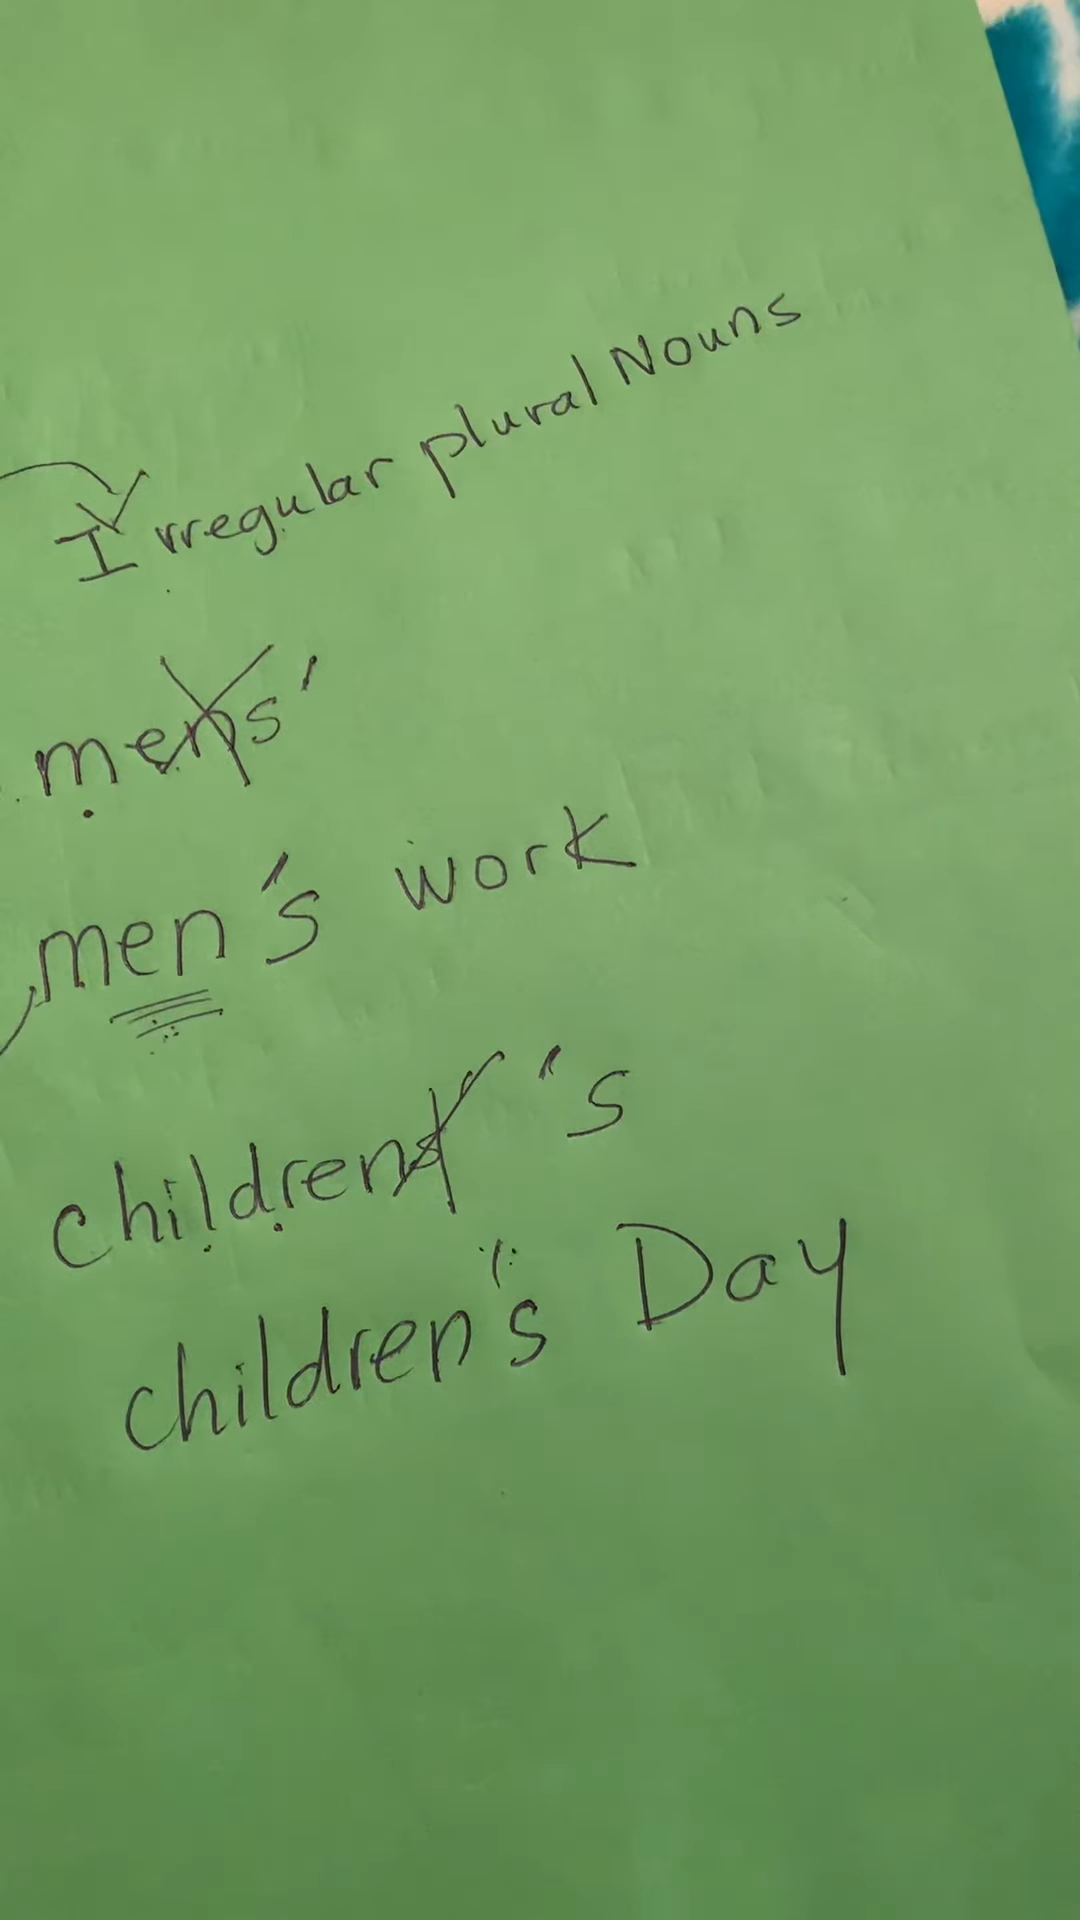 Irregular plural Nouns
mens'
men's work
children's
children's Day